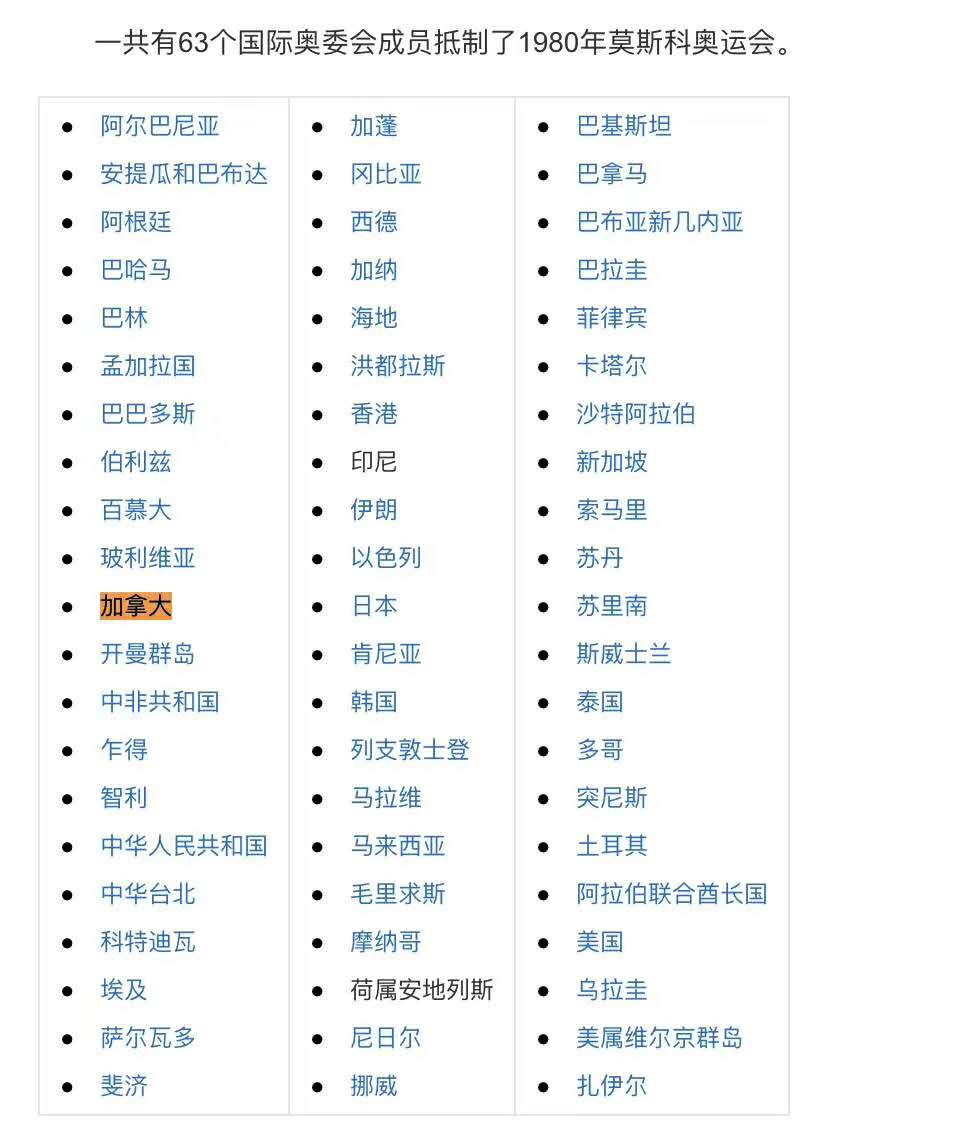 一共有63个国际奥委会成员抵制了1980年莫斯科奥运会。
阿尔巴尼亚
安提瓜和巴布达
阿根廷
巴哈马
巴林
孟加拉国
巴巴多斯
伯利兹
百慕大
玻利维亚
加拿大
开曼群岛
中非共和国
乍得
智利
中华人民共和国
中华台北
科特迪瓦
埃及
萨尔瓦多
斐济
加蓬
冈比亚
西德
加纳
海地
洪都拉斯
香港
印尼
伊朗
以色列
日本
肯尼亚
韩国
列支敦士登
马拉维
马来西亚
毛里求斯
摩纳哥
荷属安地列斯
尼日尔
挪威
巴基斯坦
巴拿马
巴布亚新几内亚
巴拉圭
菲律宾
卡塔尔
沙特阿拉伯
新加坡
索马里
苏丹
苏里南
斯威士兰
泰国
多哥
突尼斯
土耳其
阿拉伯联合酋长国
美国
乌拉圭
美属维尔京群岛
扎伊尔